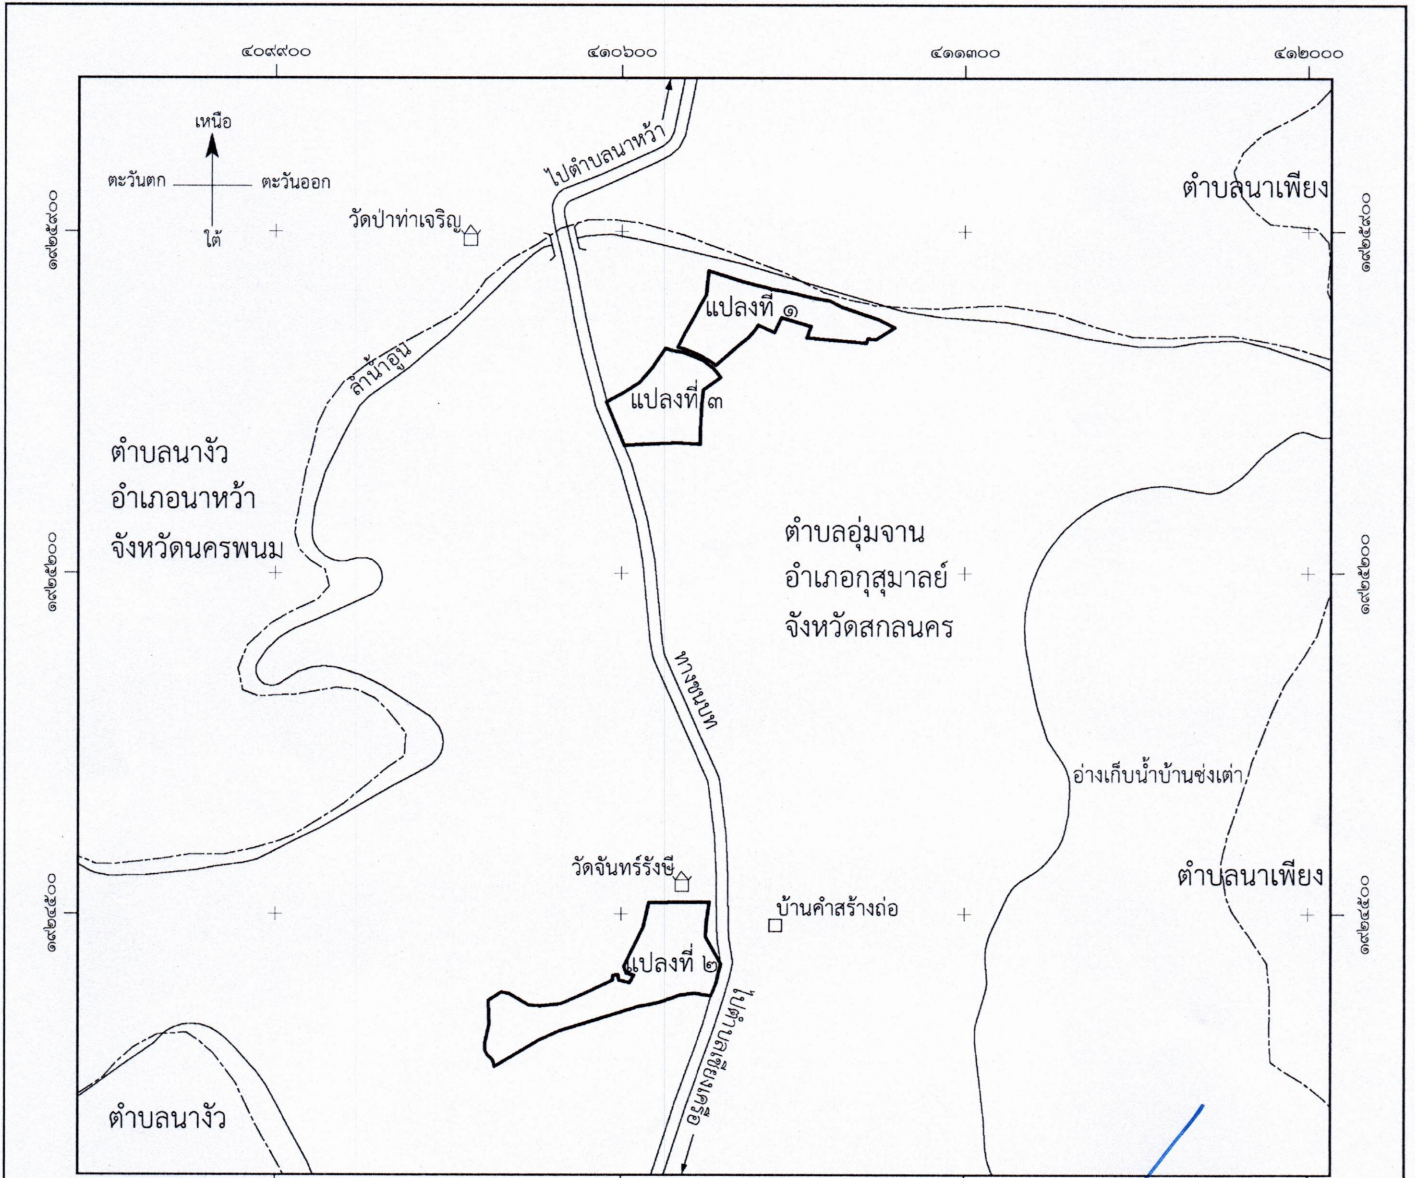 ๔๐๙๙๐๐ ๔๑๐๖๐๐ ๔๑๑๓๐๐ ๔๑๒๐๐๐
เหนือ
ตะวันตก ตะวันออก
ใต้
ไปตำบลนาหว้า
ตำบลนาเพียง
วัดป่าท่าเจริญ
๑๙๒๕๙๐๐ ๑๙๒๕๙๐๐
แปลงที่ ๑
ลำน้ำอูน
แปลงที่ ๓
ตำบลนางัว
อำเภอนาหว้า
จังหวัดนครพนม
ตำบลอุ่มจาน
อำเภอกุสุมาลย์
จังหวัดสกลนคร
๑๙๒๕๒๐๐ ๑๙๒๕๒๐๐
ทางชนบท
อ่างเก็บน้ำบ้านซ่งเต่า
วัดจันทร์รังษี
ตำบลนาเพียง
บ้านคำสร้างถ่อ
๑๙๒๔๕๐๐ ๑๙๒๔๕๐๐
แปลงที่ ๒
ไปตำบลเชียงเครือ
ตำบลนางัว